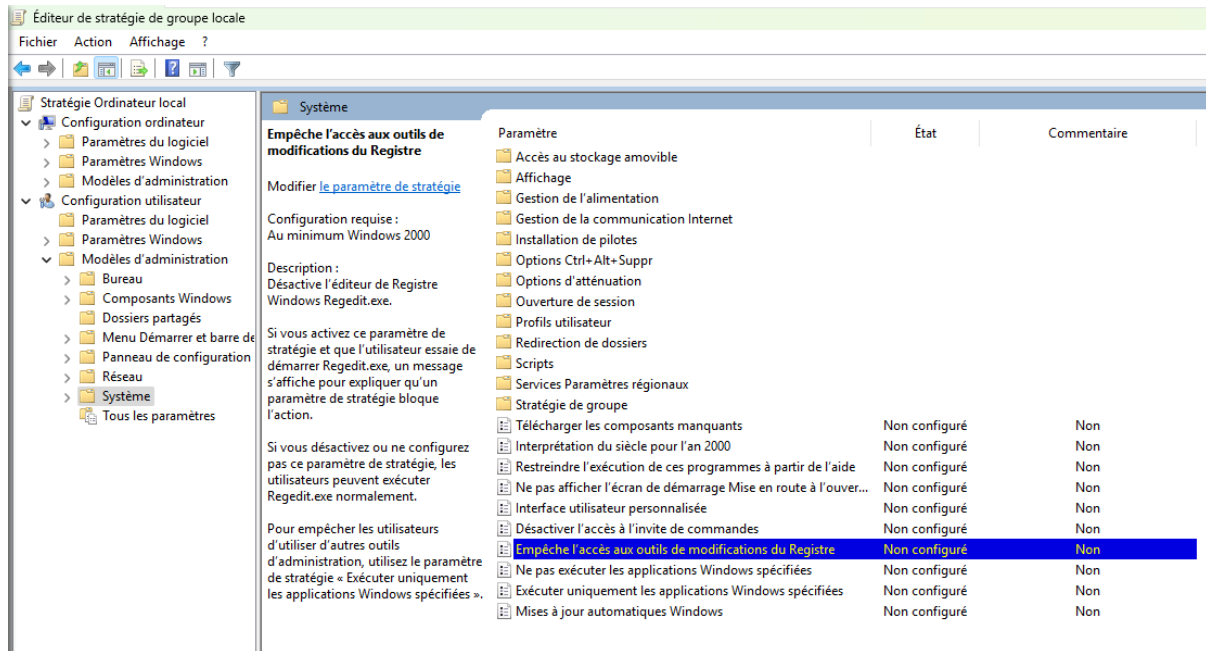 Éditeur de stratégie de groupe locale
Fichier Action Affichage ?
Stratégie Ordinateur local
Configuration ordinateur
Paramètres du logiciel
Paramètres Windows
Modèles d'administration
Configuration utilisateur
Paramètres du logiciel
Paramètres Windows
Modèles d'administration
Bureau
Composants Windows
Dossiers partagés
Menu Démarrer et barre de
Panneau de configuration
Réseau
Système
Tous les paramètres
Système
Empêche l'accès aux outils de
modifications du Registre
Modifier le paramètre de stratégie
Configuration requise :
Au minimum Windows 2000
Description :
Désactive l'éditeur de Registre
Windows Regedit.exe.
Si vous activez ce paramètre de
stratégie et que l'utilisateur essaie de
démarrer Regedit.exe, un message
s'affiche pour expliquer qu'un
paramètre de stratégie bloque
l'action.
Si vous désactivez ou ne configurez
pas ce paramètre de stratégie, les
utilisateurs peuvent exécuter
Regedit.exe normalement.
Pour empêcher les utilisateurs
d'utiliser d'autres outils
d'administration, utilisez le paramètre
de stratégie « Exécuter uniquement
les applications Windows spécifiées ».
Paramètre État Commentaire
Accès au stockage amovible
Affichage
Gestion de l'alimentation
Gestion de la communication Internet
Installation de pilotes
Options Ctrl+Alt+Suppr
Options d'atténuation
Ouverture de session
Profils utilisateur
Redirection de dossiers
Scripts
Services Paramètres régionaux
Stratégie de groupe
Télécharger les composants manquants Non configuré Non
Interprétation du siècle pour l'an 2000 Non configuré Non
Restreindre l'exécution de ces programmes à partir de l'aide Non configuré Non
Ne pas afficher l'écran de démarrage Mise en route à l'ouver... Non configuré Non
Interface utilisateur personnalisée Non configuré Non
Désactiver l'accès à l'invite de commandes Non configuré Non
Empêche l'accès aux outils de modifications du Registre Non configuré Non
Ne pas exécuter les applications Windows spécifiées Non configuré Non
Exécuter uniquement les applications Windows spécifiées Non configuré Non
Mises à jour automatiques Windows Non configuré Non